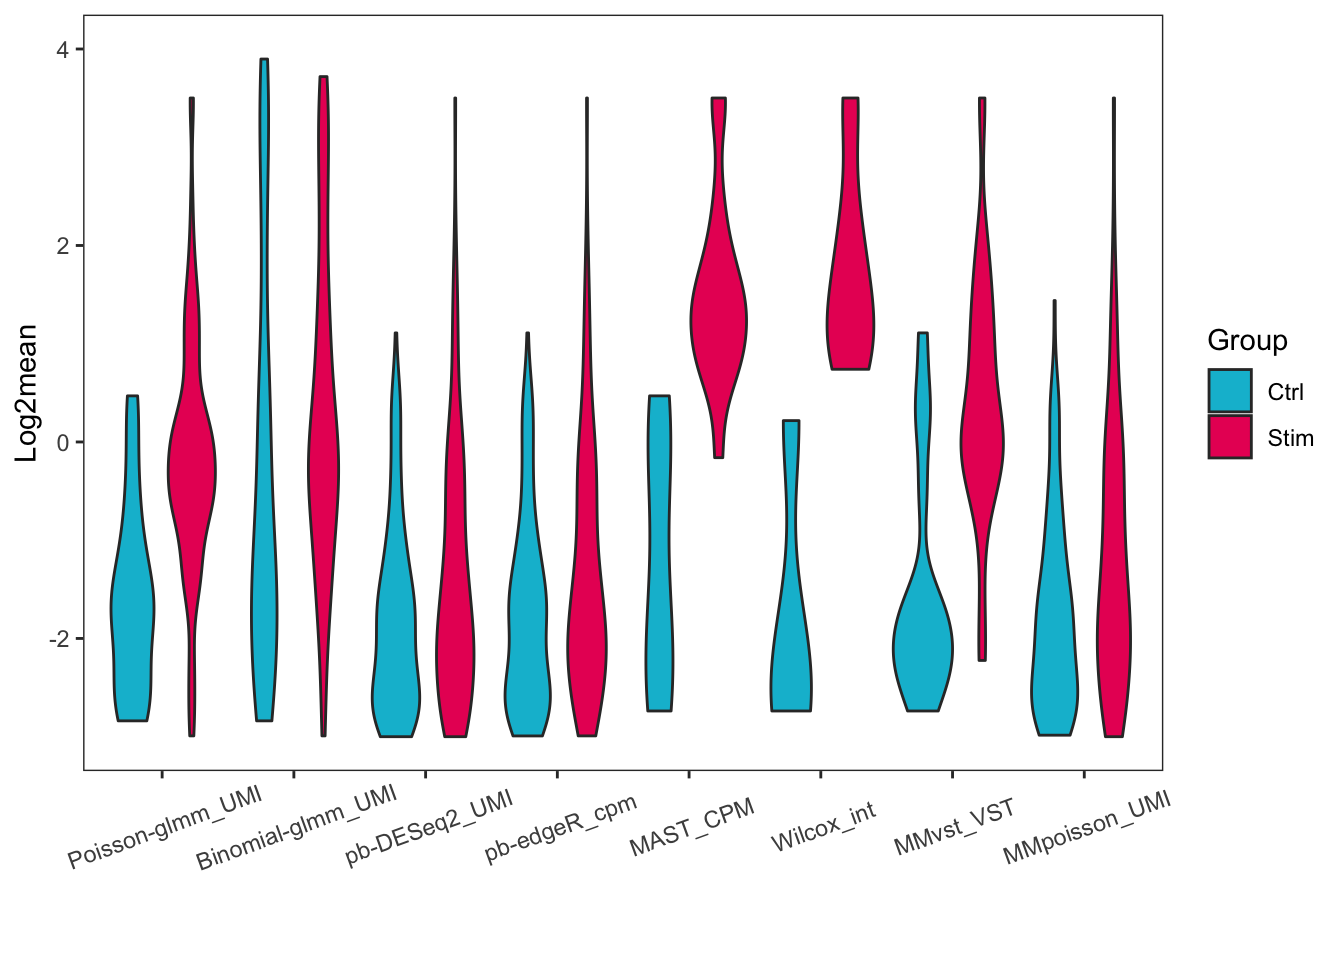 Log2mean
4
2
0
-2
Poisson-glmm_UMI
Binomial-glmm_UMI
pb-DESeq2_UMI
pb-edgeR_cpm
MAST_CPM
Wilcox_int
MMvst_VST
MMpoisson_UMI
Group
Ctrl
Stim